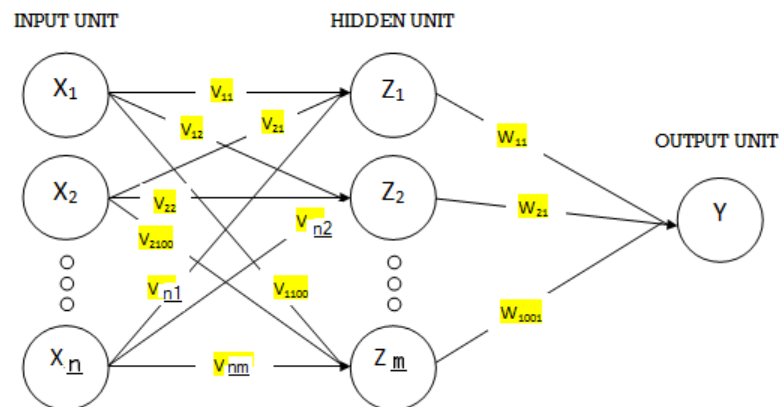 INPUT UNIT
HIDDEN UNIT
OUTPUT UNIT
X₁
V₁₁
Z₁
V₁₂
V₂₁
W₁₁
X₂
V₂₂
Z₂
W₂₁
Y
V₂₁₀₀
Vn2
Vn1
V₁₁₀₀
W₁₀₀₁
Xn
Vnm
Zm